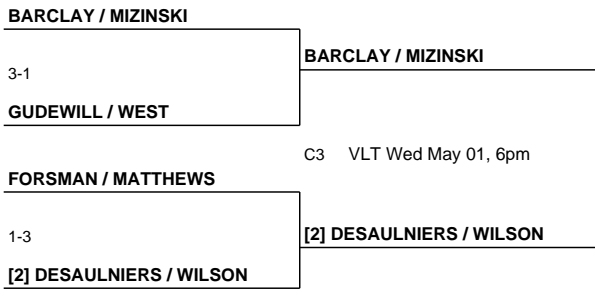 BARCLAY / MIZINSKI
3-1
BARCLAY / MIZINSKI
GUDEWILL / WEST
C3 VLT Wed May 01, 6pm
FORSMAN / MATTHEWS
1-3
[2] DESAULNIERS / WILSON
[2] DESAULNIERS / WILSON